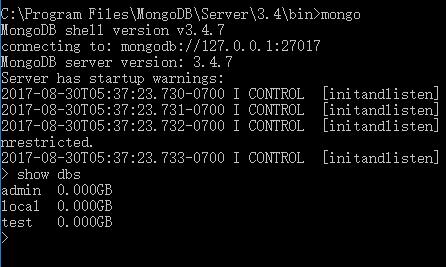 C:\Program Files\MongoDB\Server\3.4\bin>mongo
MongoDB shell version v3.4.7
connecting to: mongodb://127.0.0.1:27017
MongoDB server version: 3.4.7
Server has startup warnings:
2017-08-30T05:37:23.730-0700 I CONTROL  [initandlisten]
2017-08-30T05:37:23.731-0700 I CONTROL  [initandlisten]
2017-08-30T05:37:23.732-0700 I CONTROL  [initandlisten]
nrestricted.
2017-08-30T05:37:23.733-0700 I CONTROL  [initandlisten]
> show dbs
admin  0.000GB
local  0.000GB
test   0.000GB
>